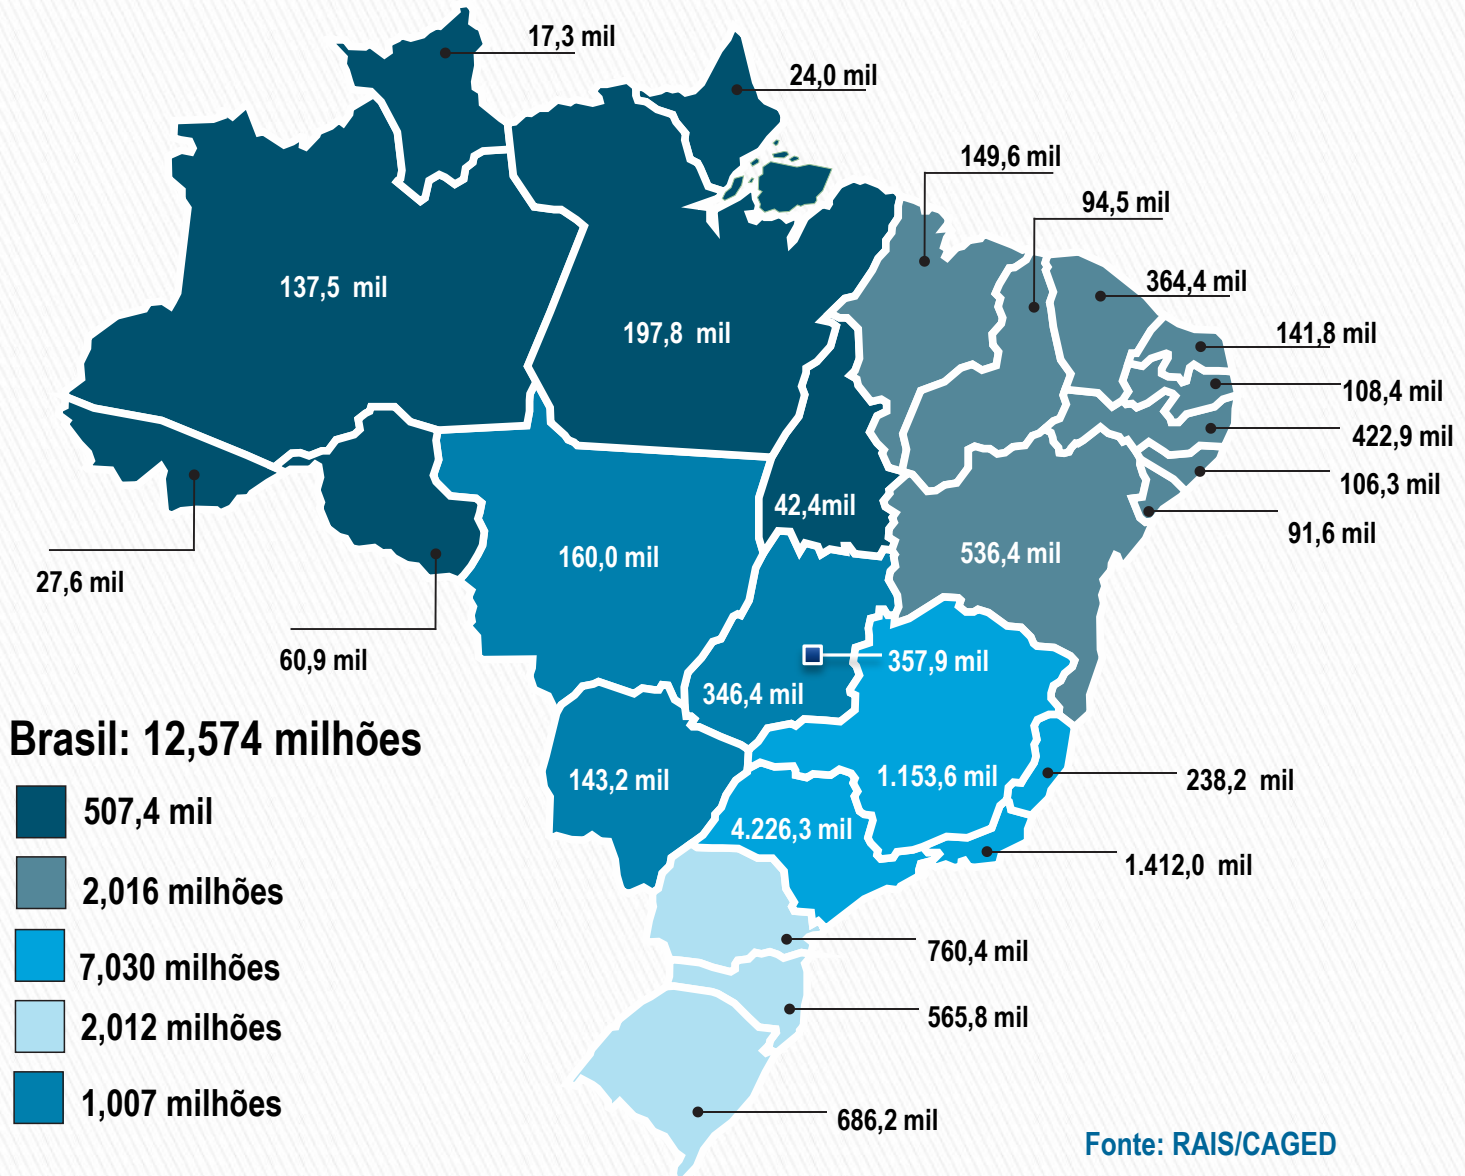 17,3 mil
24,0 mil
149,6 mil
94,5 mil
364,4 mil
137,5 mil
197,8 mil
141,8 mil
108,4 mil
422,9 mil
106,3 mil
42,4mil
91,6 mil
536,4 mil
160,0 mil
27,6 mil
60,9 mil
357,9 mil
346,4 mil
Brasil: 12,574 milhões
143,2 mil
1.153,6 mil
238,2 mil
507,4 mil
4.226,3 mil
1.412,0 mil
2,016 milhões
760,4 mil
7,030 milhões
565,8 mil
2,012 milhões
1,007 milhões
686,2 mil
Fonte: RAIS/CAGED